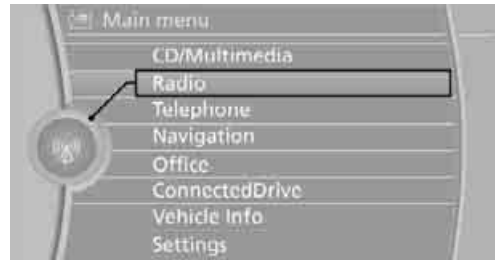 Main menu
CD/Multimedia
Radio
Telephone
Navigation
Office
ConnectedDrive
Vehicle Info
Settings